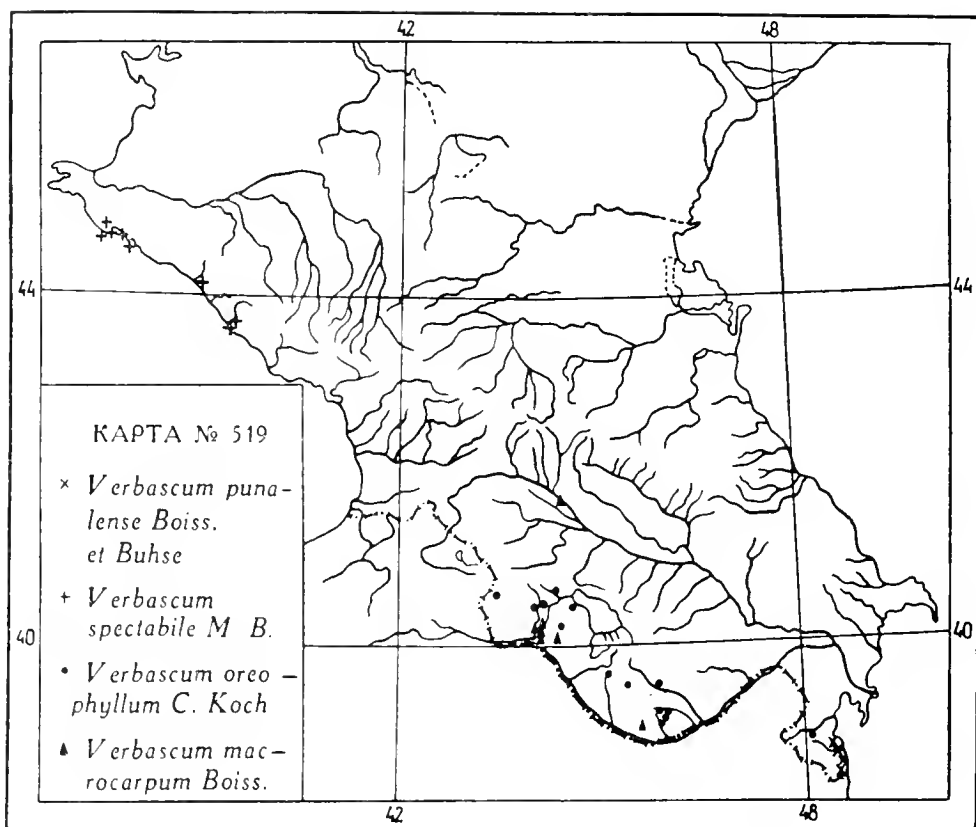 42 48
44 44
КАРТА № 519
× Verbascum puna-
lense Boiss.
et Buhse
+ Verbascum
spectabile M B.
40 40
• Verbascum oreo-
phyllum C. Koch
▲ Verbascum mac-
rocarpum Boiss.
42 48